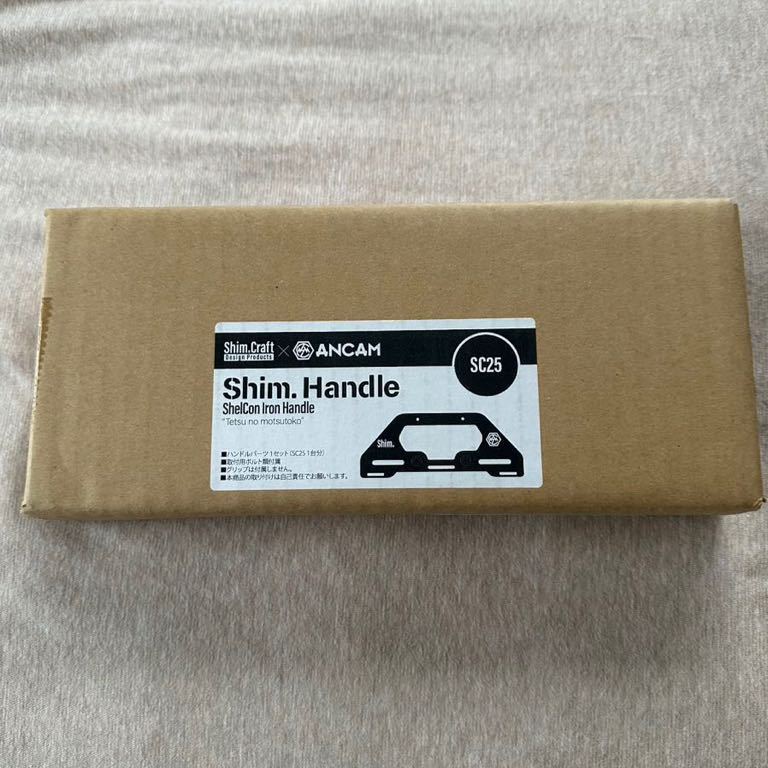 Shim.Craft × ANCAM
Design Products
SC25
Shim. Handle
ShelCon Iron Handle
"Tetsu no motsutoko"
■ハンドルパーツ1セット(SC25 1台分)
■取付用ボルト類付属
■グリップは付属しません。
■本商品の取り付けは自己責任でお願いします。
Shim.